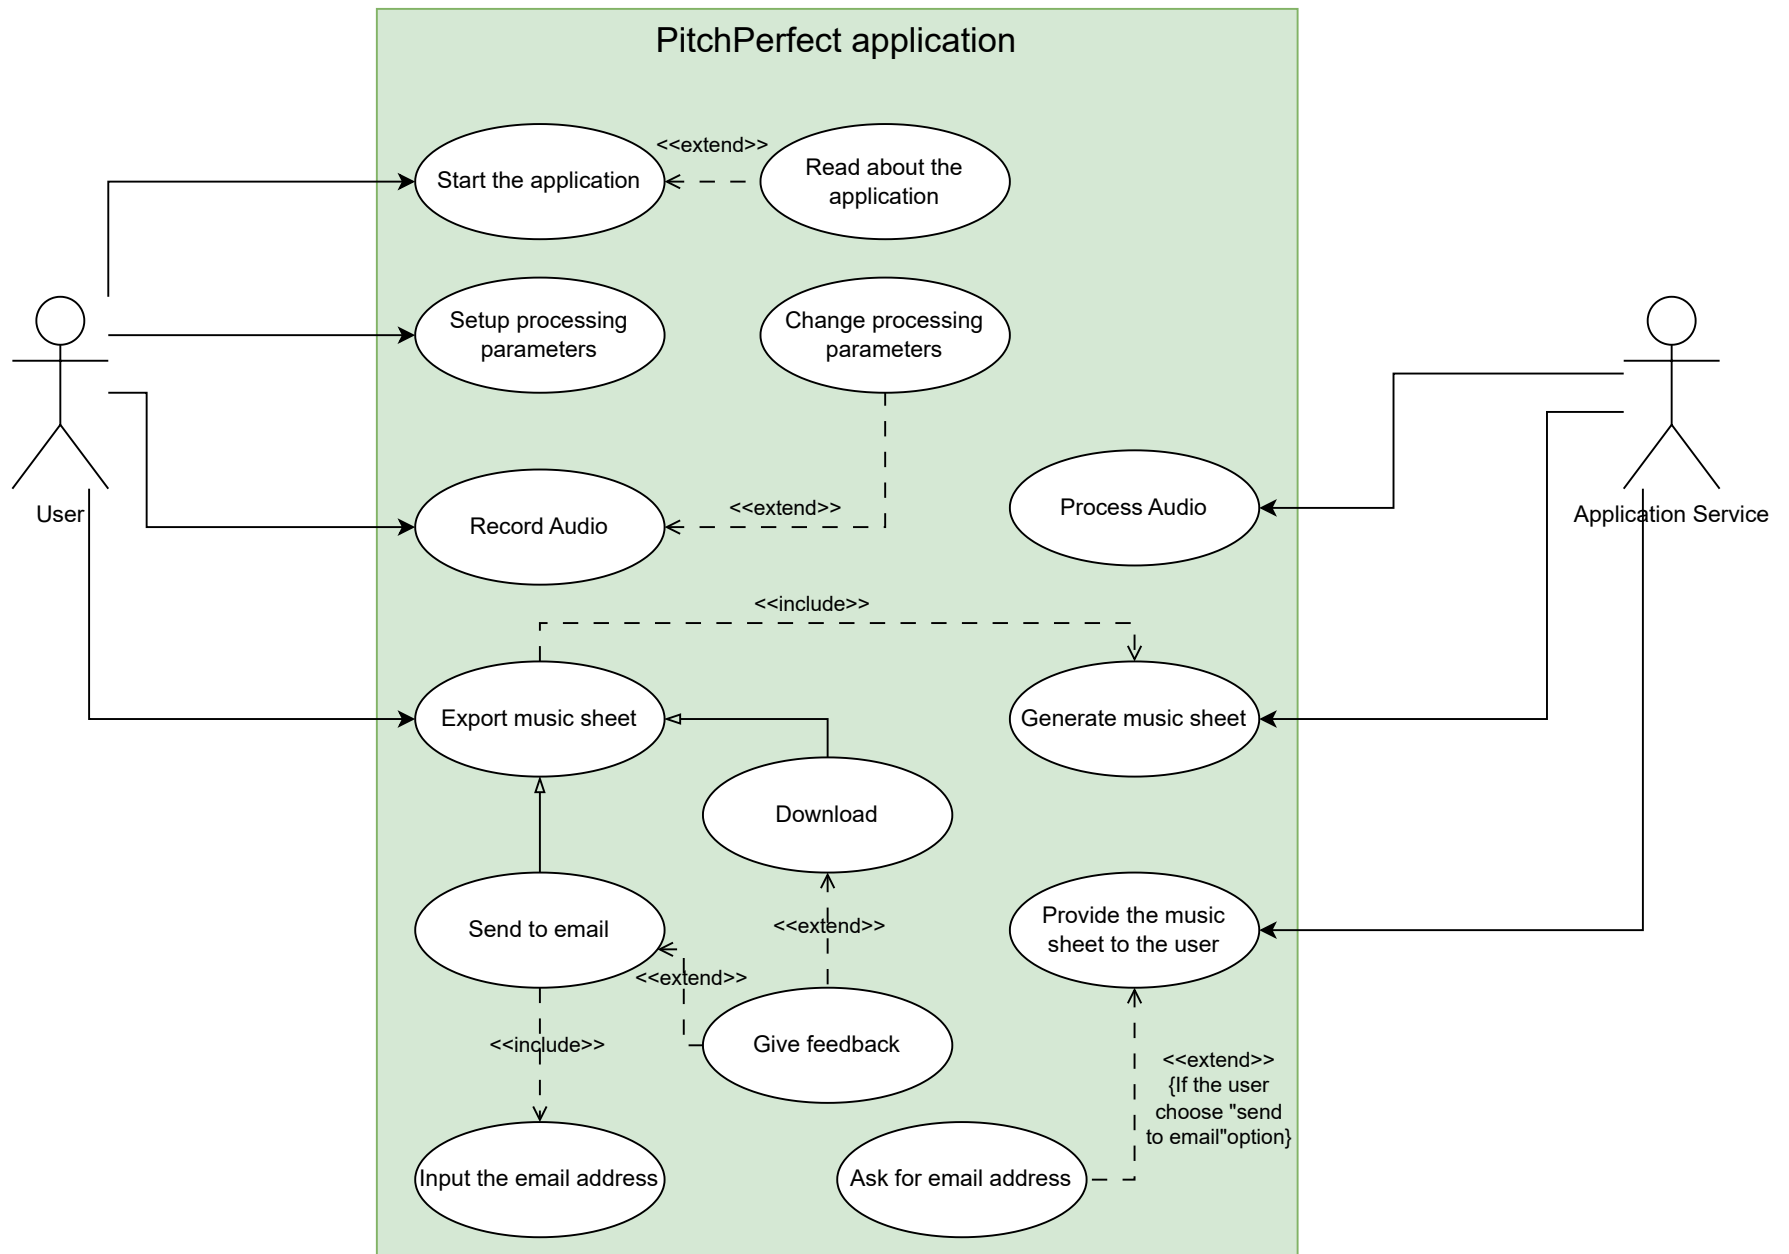 PitchPerfect application
<<extend>>
Start the application
Read about the
application
Setup processing
parameters
Change processing
parameters
User
Record Audio
<<extend>>
Process Audio
Application Service
<<include>>
Export music sheet
Generate music sheet
Download
Send to email
<<extend>>
Provide the music
sheet to the user
<<extend>>
<<include>>
Give feedback
<<extend>>
{If the user
choose "send
to email"option}
Input the email address
Ask for email address